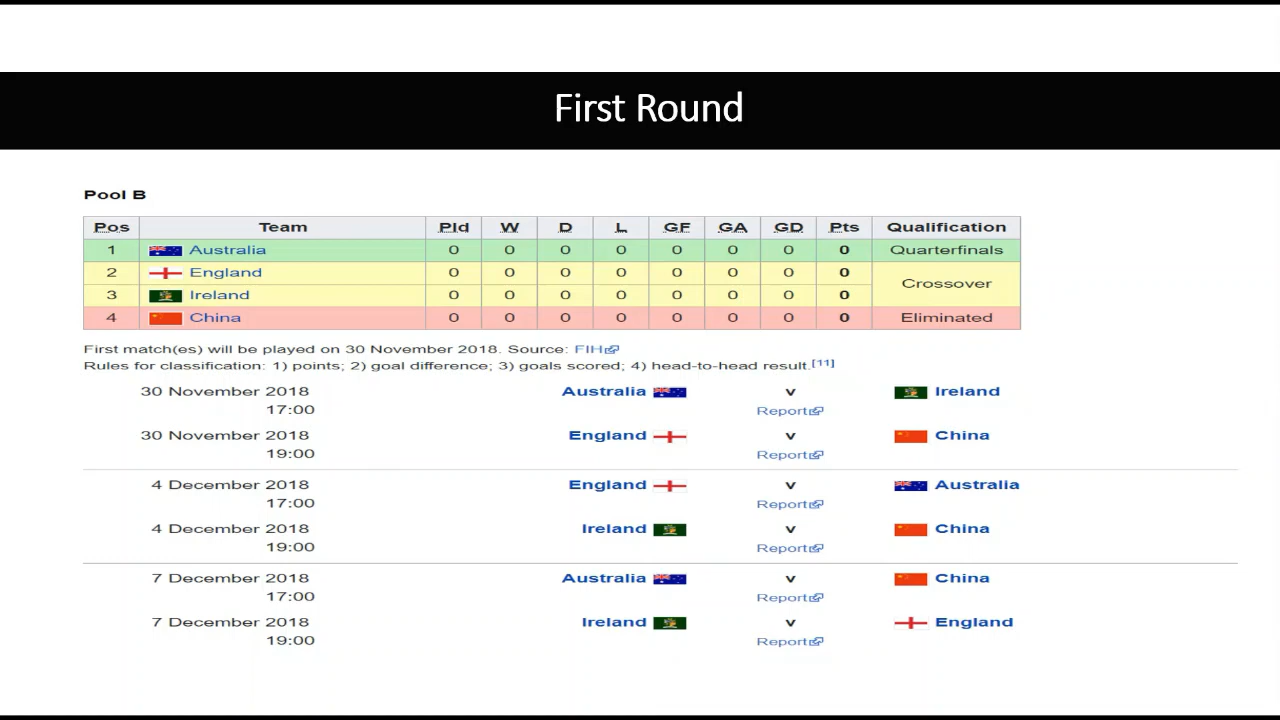 First Round
Pool B
Pos Team Pld W D L GF GA GD Pts Qualification
1 Australia 0 0 0 0 0 0 0 0 Quarterfinals
2 England 0 0 0 0 0 0 0 0
Crossover
3 Ireland 0 0 0 0 0 0 0 0
4 China 0 0 0 0 0 0 0 0 Eliminated
First match(es) will be played on 30 November 2018. Source: FIH
Rules for classification: 1) points; 2) goal difference; 3) goals scored; 4) head-to-head result.[11]
30 November 2018 Australia v Ireland
17:00 Report
30 November 2018 England v China
19:00 Report
4 December 2018 England v Australia
17:00 Report
4 December 2018 Ireland v China
19:00 Report
7 December 2018 Australia v China
17:00 Report
7 December 2018 Ireland v England
19:00 Report